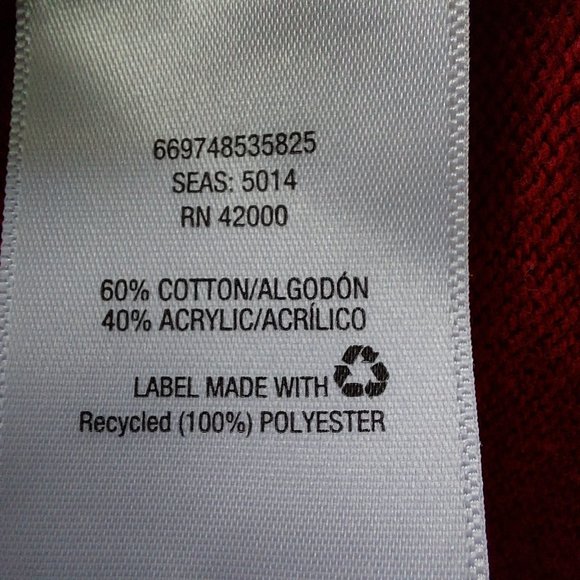 669748535825
SEAS: 5014
RN 42000
60% COTTON/ALGODÓN
40% ACRYLIC/ACRÍLICO
LABEL MADE WITH
Recycled (100%) POLYESTER